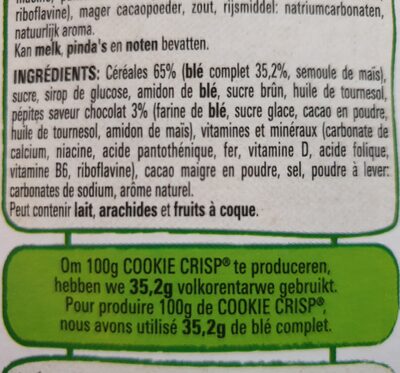 riboflavine), mager cacaopoeder, zout, rijsmiddel: natriumcarbonaten,
natuurlijk aroma.
Kan melk, pinda's en noten bevatten.
INGRÉDIENTS: Céréales 65% (blé complet 35,2%, semoule de maïs),
sucre, sirop de glucose, amidon de blé, sucre brûn, huile de tournesol,
pépites saveur chocolat 3% (farine de blé, sucre glace, cacao en poudre,
huile de tournesol, amidon de maïs), vitamines et minéraux (carbonate de
calcium, niacine, acide pantothénique, fer, vitamine D, acide folique,
vitamine B6, riboflavine), cacao maigre en poudre, sel, poudre à lever:
carbonates de sodium, arôme naturel.
Peut contenir lait, arachides et fruits à coque.
Om 100g COOKIE CRISP® te produceren,
hebben we 35,2g volkorentarwe gebruikt.
Pour produire 100g de COOKIE CRISP®,
nous avons utilisé 35,2g de blé complet.